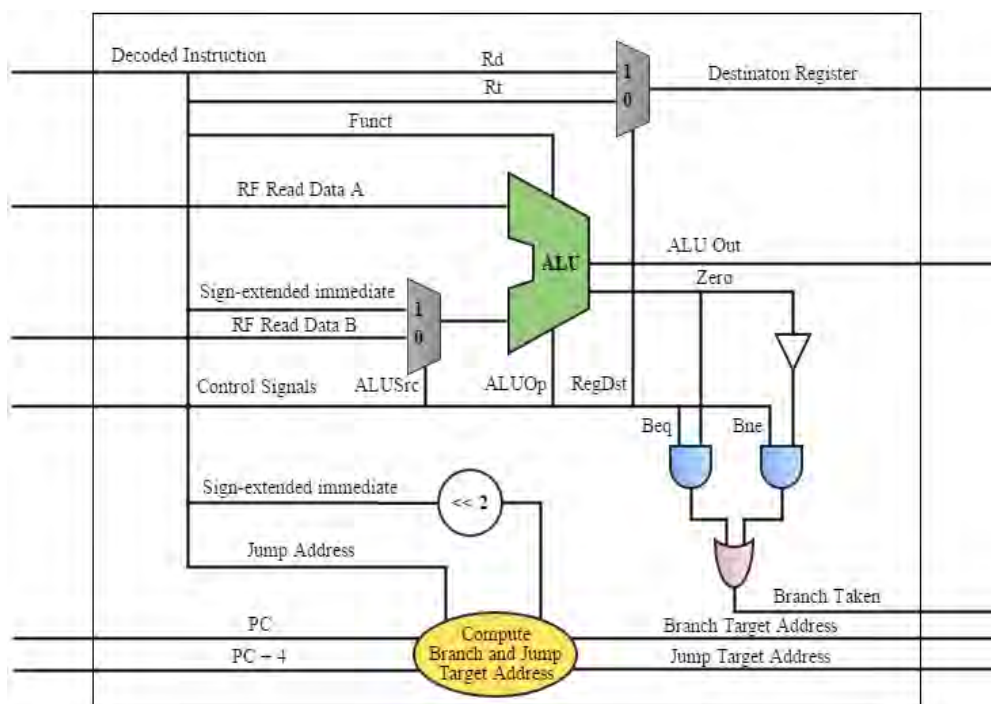 Decoded Instruction
Rd
Rt
1
0
Destinaton Register
Funct
RF Read Data A
ALU
ALU Out
Zero
Sign-extended immediate
1
0
RF Read Data B
Control Signals
ALUSrc
ALUOp
RegDst
Beq
Bne
Sign-extended immediate
<< 2
Jump Address
Branch Taken
PC
Compute
Branch and Jump
Target Address
Branch Target Address
PC + 4
Jump Target Address